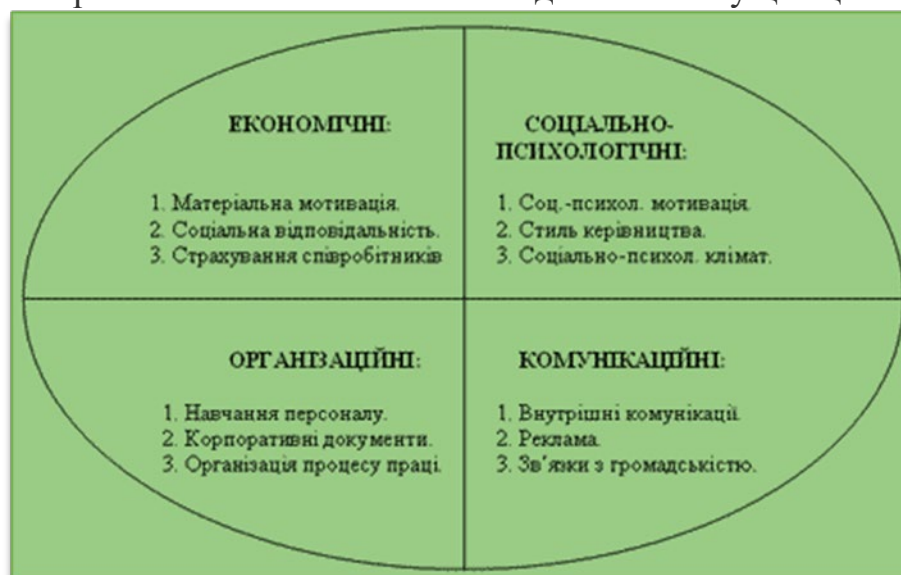 ЕКОНОМІЧНІ:
1. Матеріальна мотивація.
2. Соціальна відповідальність.
3. Страхування співробітників
СОЦІАЛЬНО-
ПСИХОЛОГІЧНІ:
1. Соц.-психол. мотивація.
2. Стиль керівництва.
3. Соціально-психол. клімат.
ОРГАНІЗАЦІЙНІ:
1. Навчання персоналу.
2. Корпоративні документи.
3. Організація процесу праці.
КОМУНІКАЦІЙНІ:
1. Внутрішні комунікації.
2. Реклама.
3. Зв’язки з громадськістю.